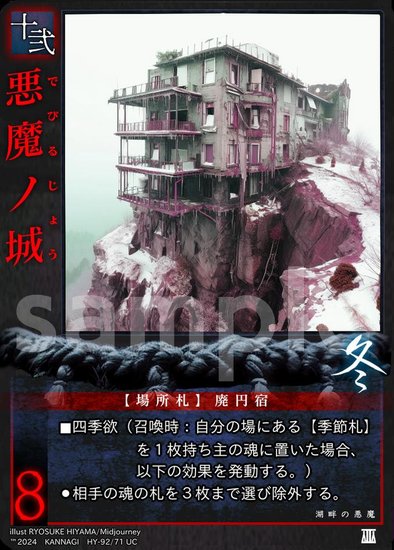 十弐
悪魔ノ城
でびるじょう
sample
冬
【場所札】廃円宿
■四季欲（召喚時：自分の場にある【季節札】
を１枚持ち主の魂に置いた場合、
以下の効果を発動する。）
●相手の魂の札を３枚まで選び除外する。
8
湖畔の悪魔
illust RYOSUKE HIYAMA/Midjourney
™2024 KANNAGI HY-92/71 UC